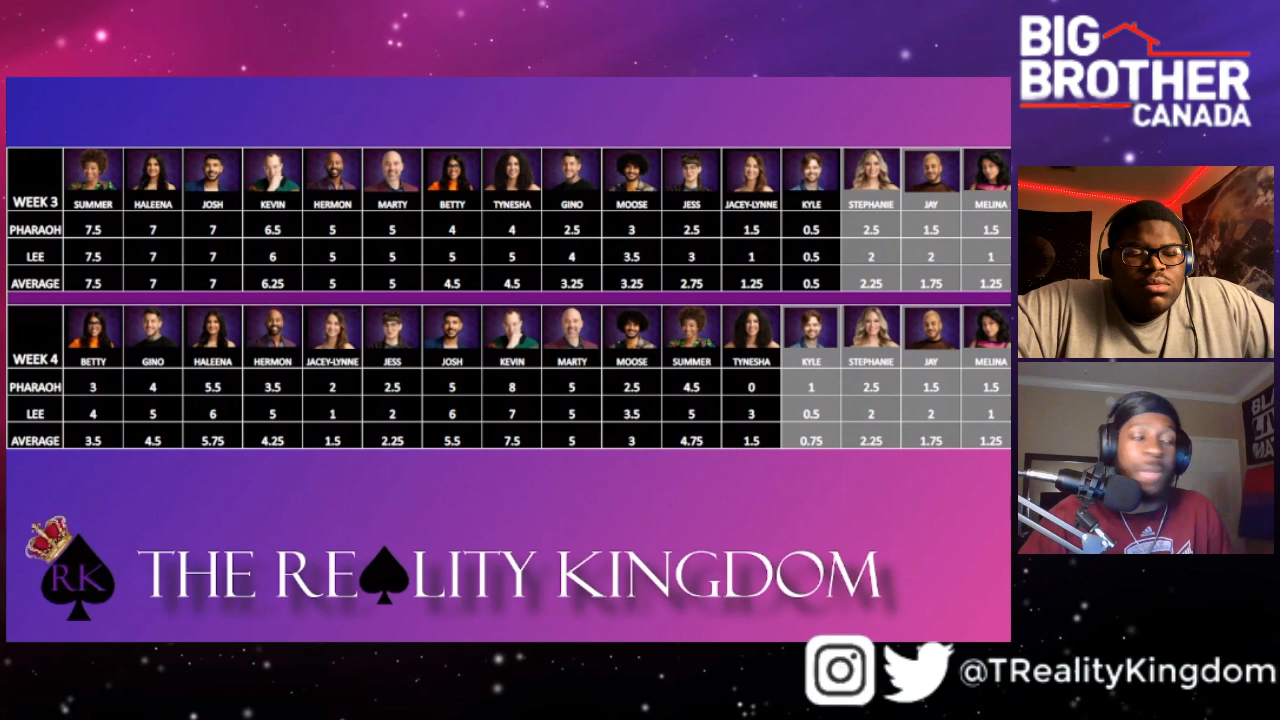 BIG
BROTHER
CANADA
WEEK 3 SUMMER HALEENA JOSH KEVIN HERMON MARTY BETTY TYNESHA GINO MOOSE JESS JACEY-LYNNE KYLE STEPHANIE JAY MELINA
PHARAOH 7.5 7 7 6.5 5 5 4 4 2.5 3 2.5 1.5 0.5 2.5 1.5 1.5
LEE 7.5 7 7 6 5 5 5 5 4 3.5 3 1 0.5 2 2 1
AVERAGE 7.5 7 7 6.25 5 5 4.5 4.5 3.25 3.25 2.75 1.25 0.5 2.25 1.75 1.25
WEEK 4 BETTY GINO HALEENA HERMON JACEY-LYNNE JESS JOSH KEVIN MARTY MOOSE SUMMER TYNESHA KYLE STEPHANIE JAY MELINA
PHARAOH 3 4 5.5 3.5 2 2.5 5 8 5 2.5 4.5 0 1 2.5 1.5 1.5
LEE 4 5 6 5 1 2 6 7 5 3.5 5 3 0.5 2 2 1
AVERAGE 3.5 4.5 5.75 4.25 1.5 2.25 5.5 7.5 5 3 4.75 1.5 0.75 2.25 1.75 1.25
RK
THE RE♠LITY KINGDOM
@TRealityKingdom